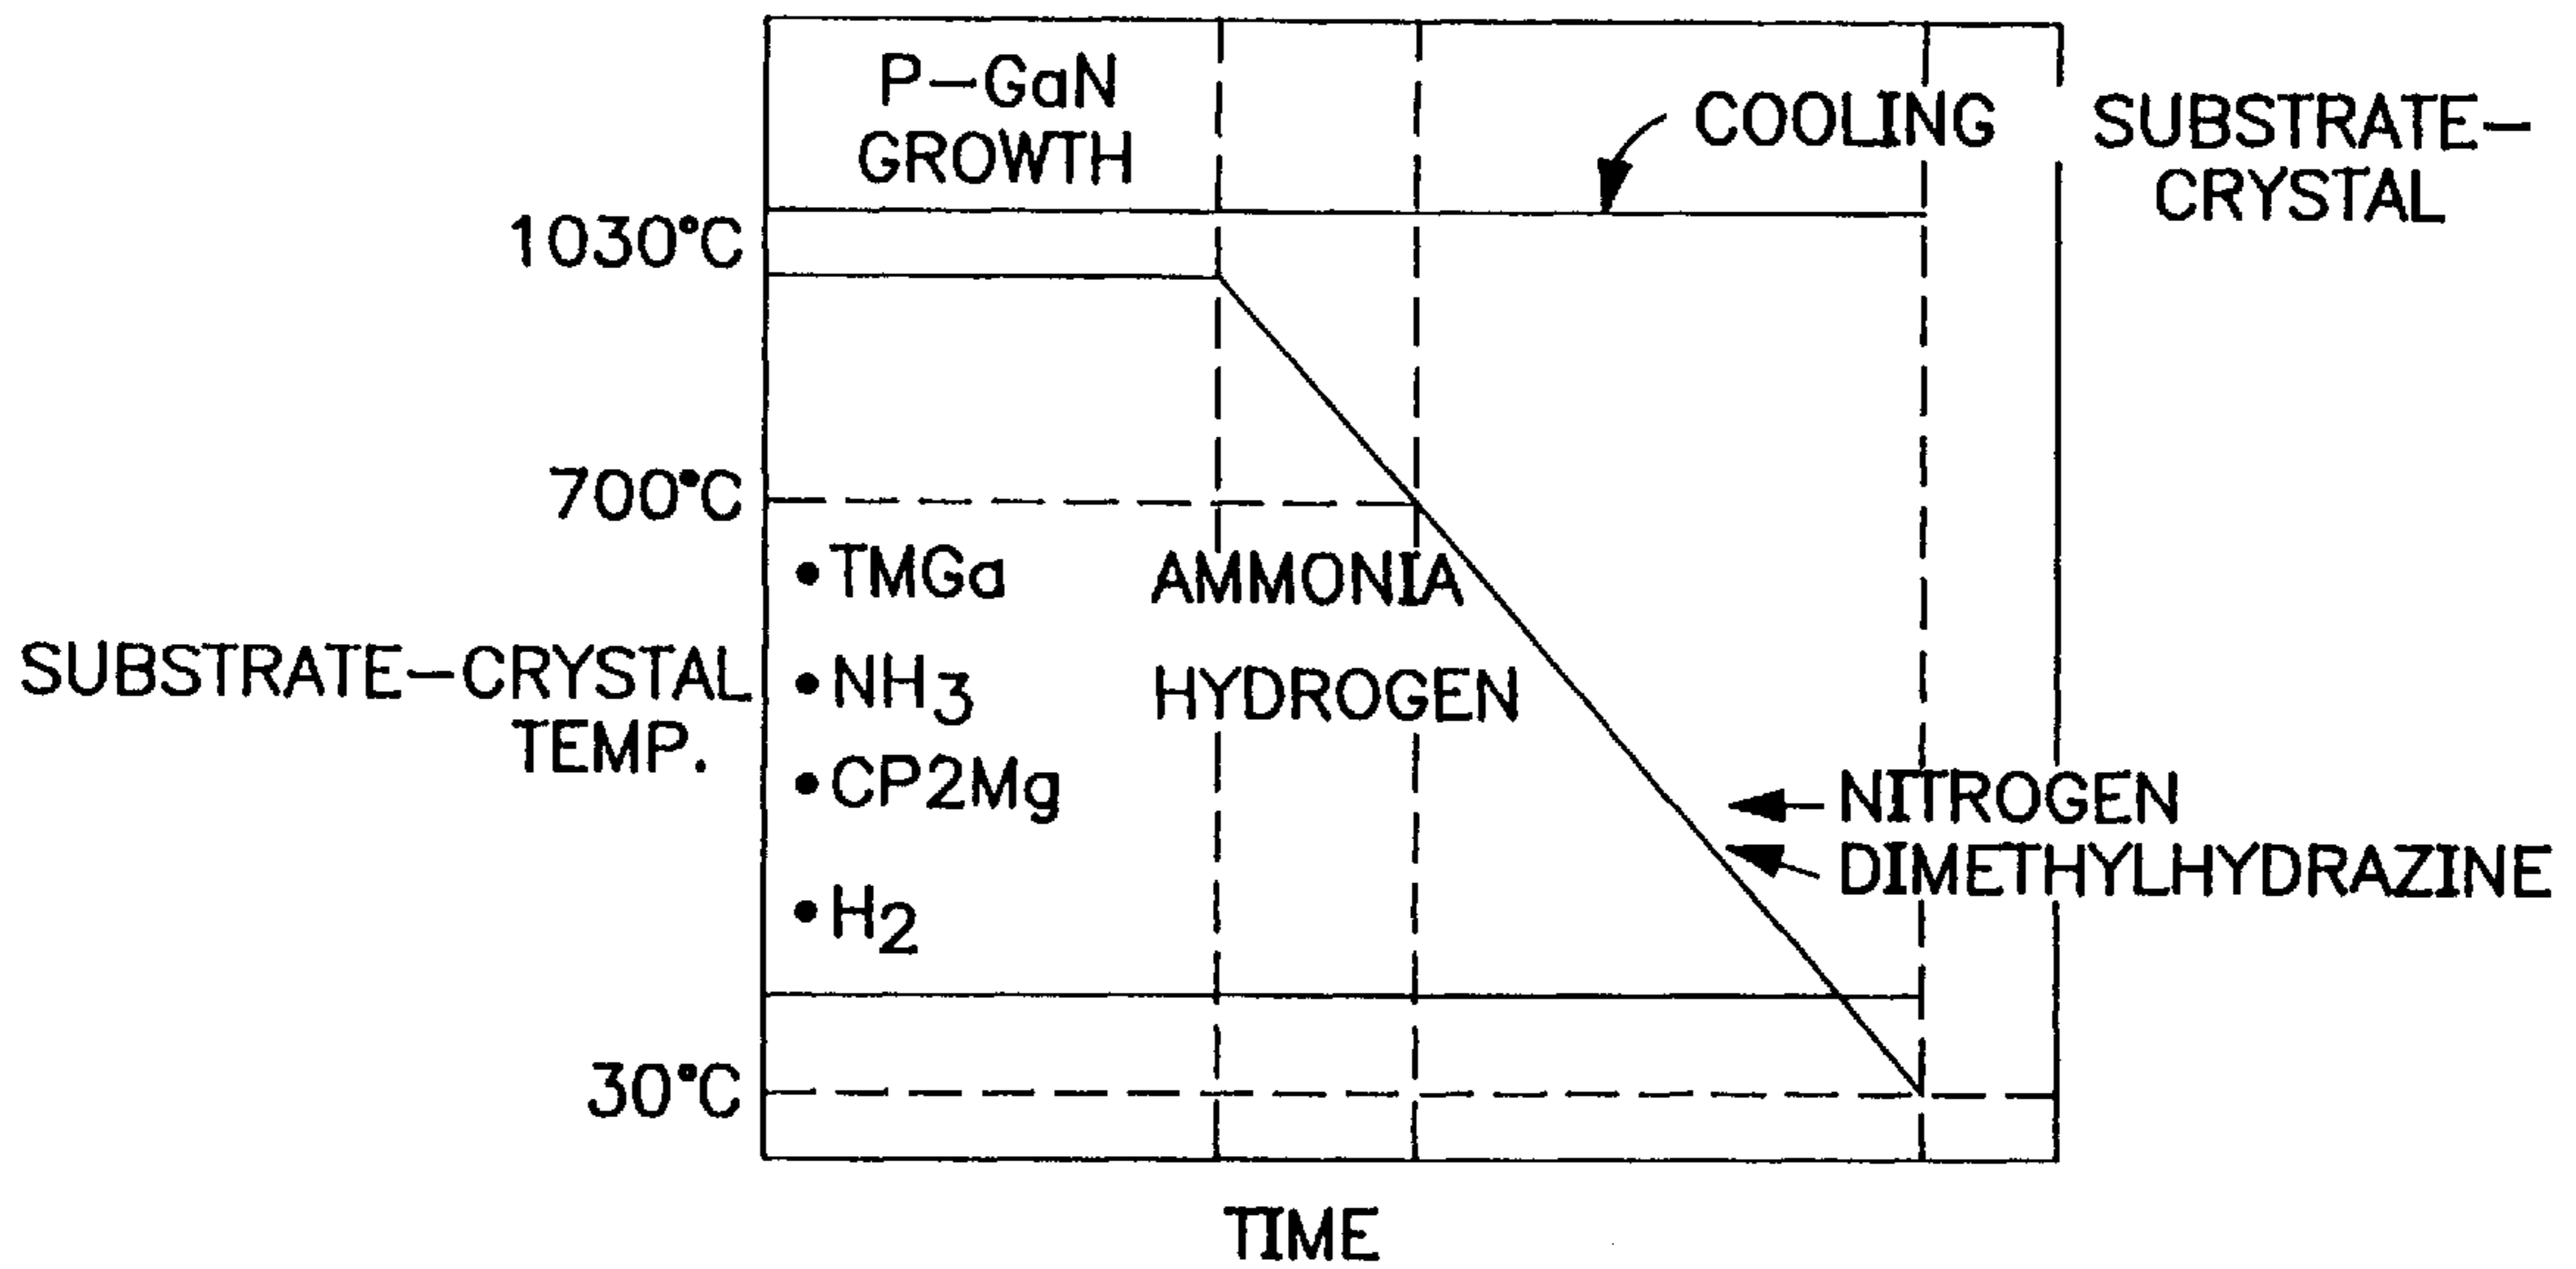 P-GaN
GROWTH
COOLING
SUBSTRATE-
CRYSTAL
1030°C
700°C
•TMGa
AMMONIA
SUBSTRATE-CRYSTAL
TEMP.
•NH3
HYDROGEN
•CP2Mg
NITROGEN
DIMETHYLHYDRAZINE
•H2
30°C
TIME